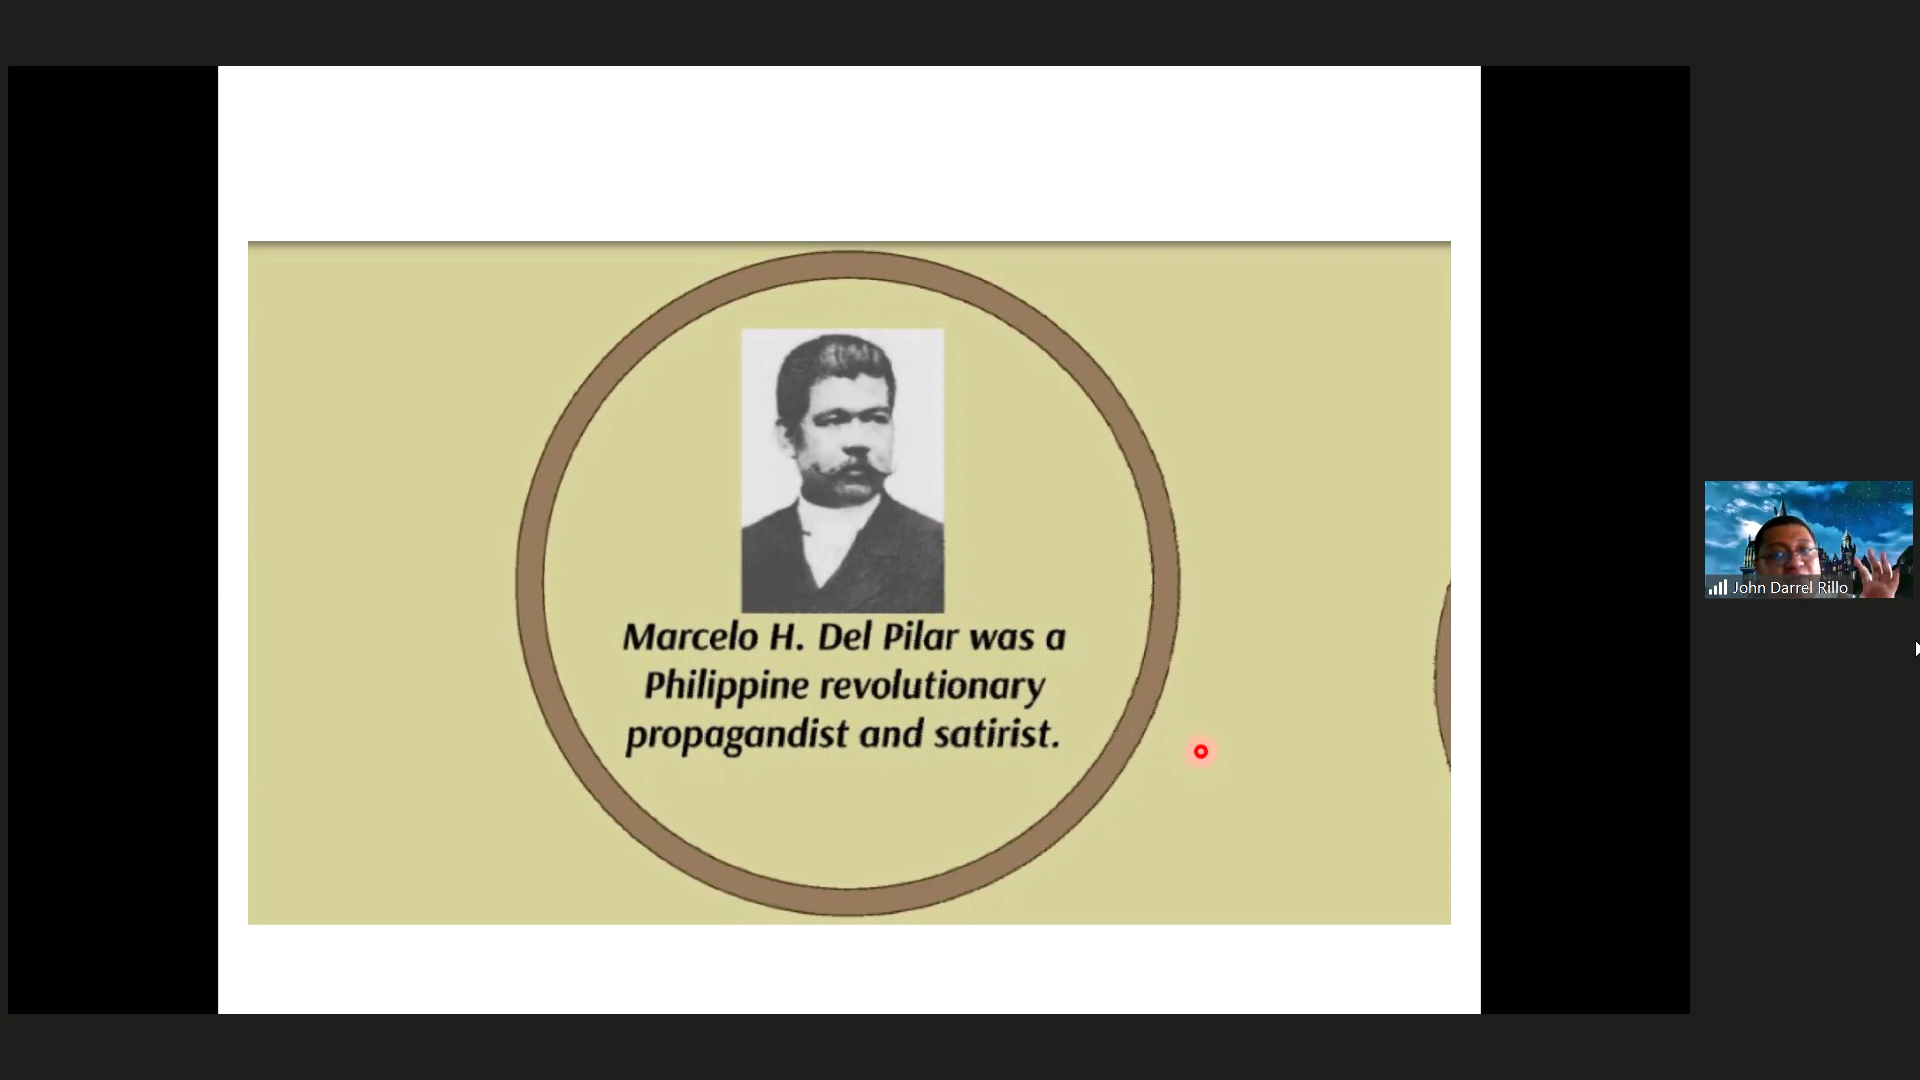 Marcelo H. Del Pilar was a
Philippine revolutionary
propagandist and satirist.
John Darrel Rillo